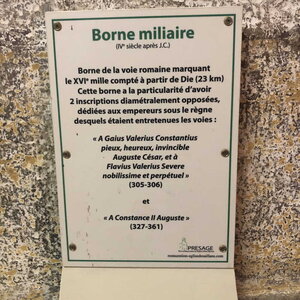 Borne miliaire
(IVᵉ siècle après J.C.)
Borne de la voie romaine marquant
le XVIᵉ mille compté à partir de Die (23 km)
Cette borne a la particularité d'avoir
2 inscriptions diamétralement opposées,
dédiées aux empereurs sous le règne
desquels étaient entretenues les voies :
« A Gaius Valerius Constantius
pieux, heureux, invincible
Auguste César, et à
Flavius Valerius Severe
nobilissime et perpétuel »
(305-306)
et
« A Constance II Auguste »
(327-361)
PRESAGE